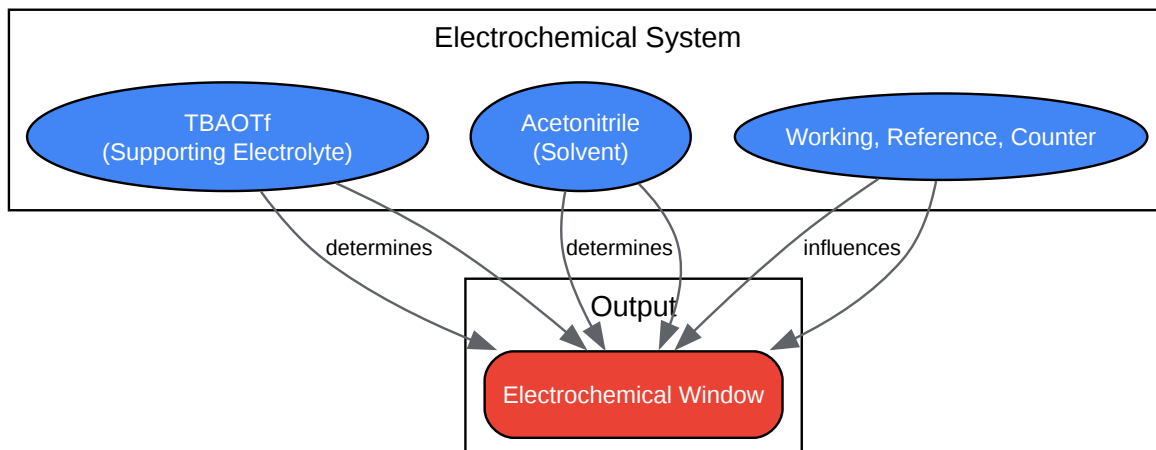 Electrochemical System
TBAOTf
(Supporting Electrolyte)
Acetonitrile
(Solvent)
Working, Reference, Counter
determines
determines
influences
Output
Electrochemical Window